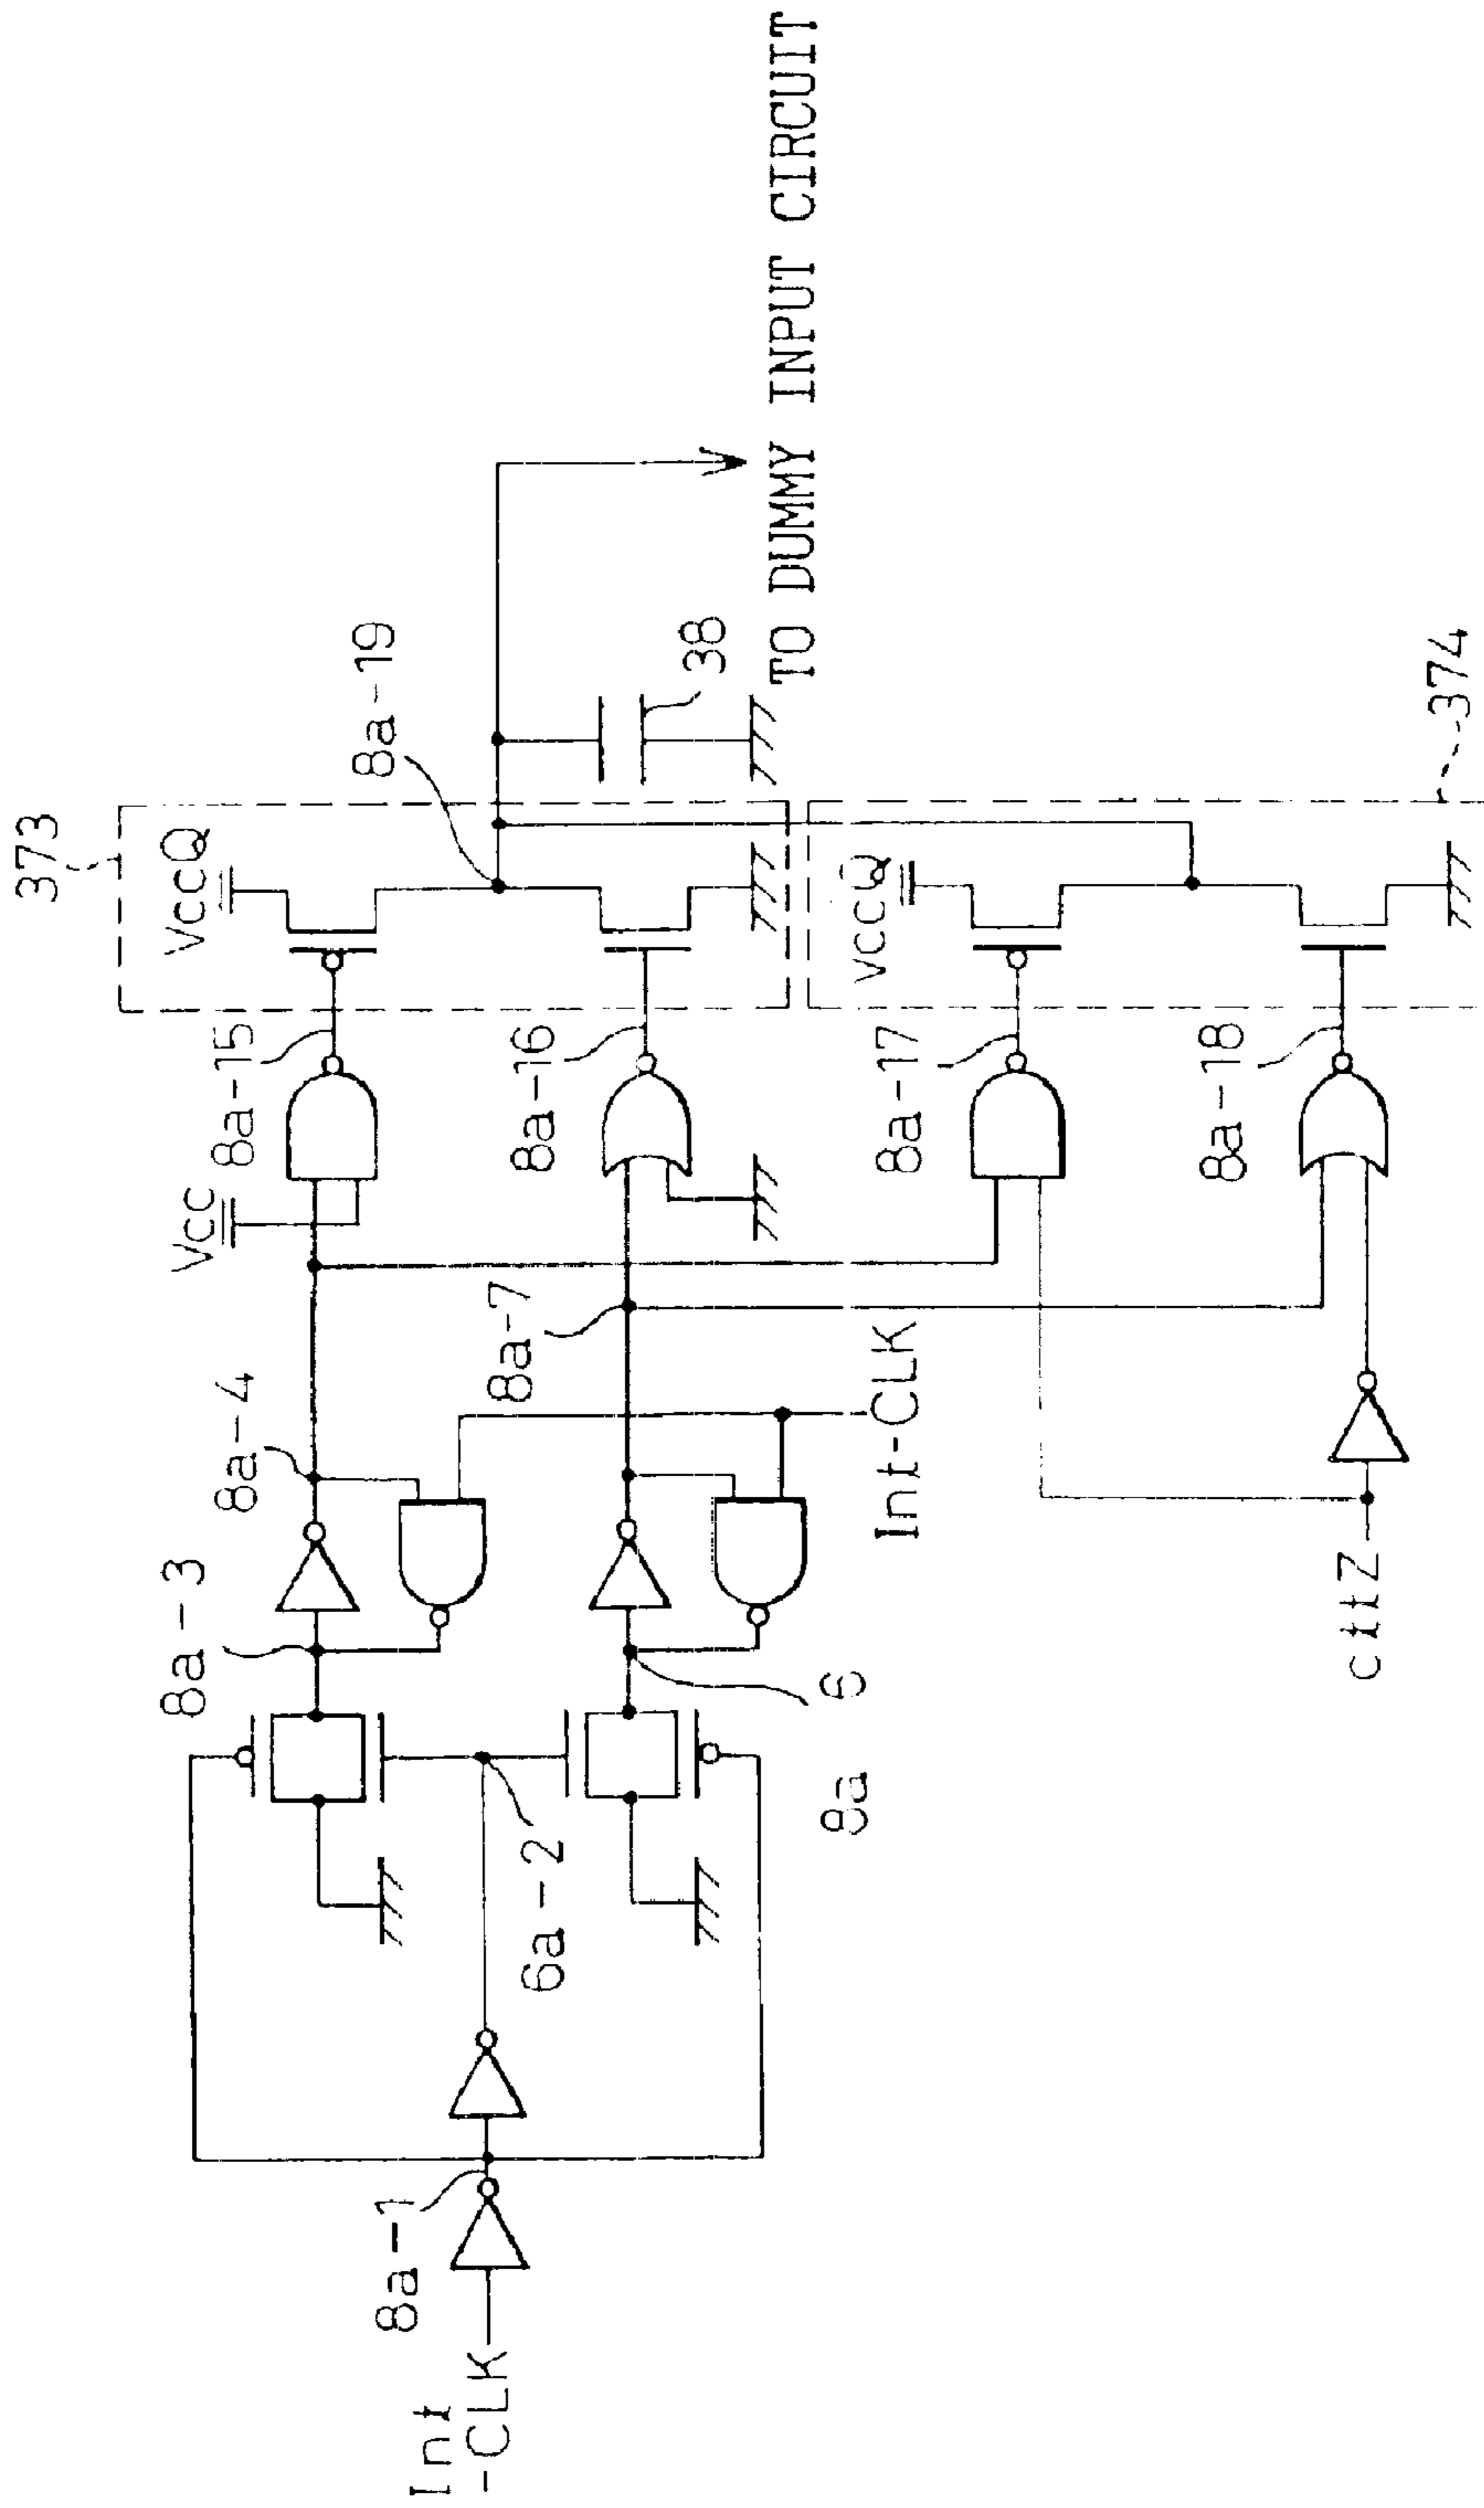 373
VccQ
8a-19
38
TO DUMMY INPUT CIRCUIT
Vcc
8a-15
8a-16
VccQ
374
8a-17
8a-18
8a-3
8a-4
8a-7
Int-CLK
6a-2
8a
6
8a-1
Int
-CLK
cttZ